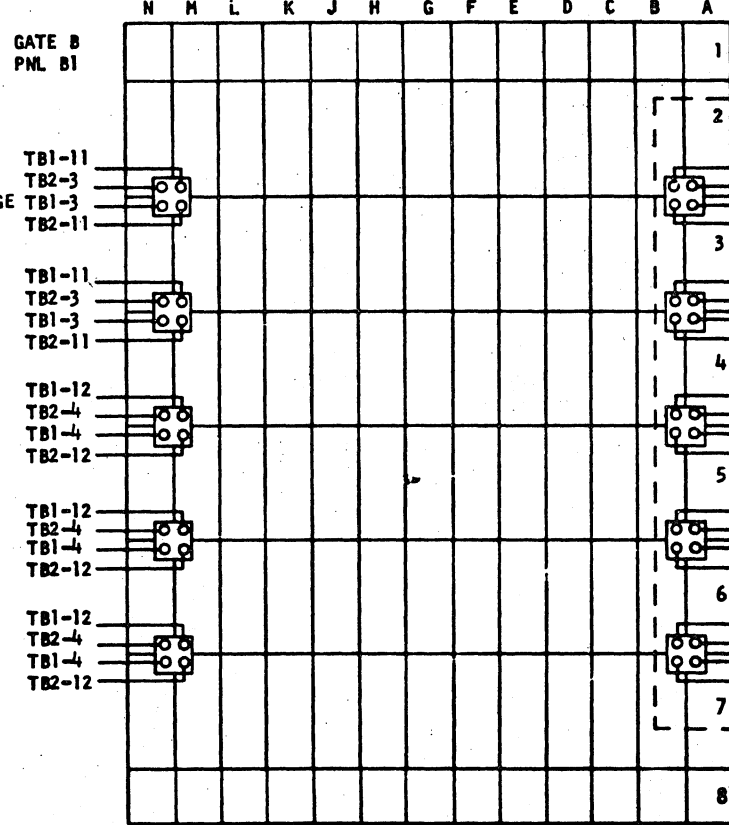 N M L K J H G F E D C B A
GATE B
PNL B1
1
2
TB1-11
TB2-3
GE TB1-3
TB2-11
3
TB1-11
TB2-3
TB1-3
TB2-11
4
TB1-12
TB2-4
TB1-4
TB2-12
5
TB1-12
TB2-4
TB1-4
TB2-12
6
TB1-12
TB2-4
TB1-4
TB2-12
7
8